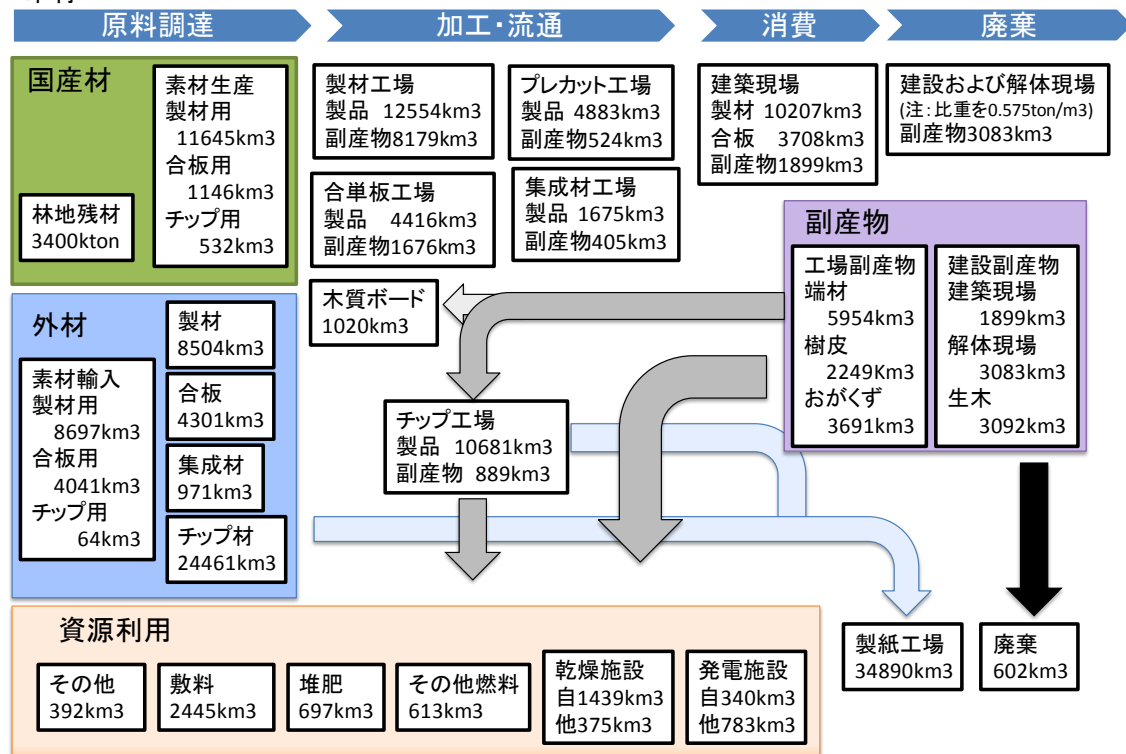 原料調達
加工・流通
消費
廃棄
国産材
素材生産
製材用
11645km3
合板用
1146km3
チップ用
532km3
林地残材
3400kton
製材工場
製品 12554km3
副産物8179km3
プレカット工場
製品 4883km3
副産物524km3
合単板工場
製品 4416km3
副産物1676km3
集成材工場
製品 1675km3
副産物405km3
建築現場
製材 10207km3
合板 3708km3
副産物1899km3
建設および解体現場
(注:比重を0.575ton/m3)
副産物3083km3
副産物
工場副産物
端材
5954km3
樹皮
2249Km3
おがくず
3691km3
建設副産物
建築現場
1899km3
解体現場
3083km3
生木
3092km3
木質ボード
1020km3
外材
素材輸入
製材用
8697km3
合板用
4041km3
チップ用
64km3
製材
8504km3
合板
4301km3
集成材
971km3
チップ材
24461km3
チップ工場
製品 10681km3
副産物 889km3
資源利用
その他
392km3
敷料
2445km3
堆肥
697km3
その他燃料
613km3
乾燥施設
自1439km3
他375km3
発電施設
自340km3
他783km3
製紙工場
34890km3
廃棄
602km3